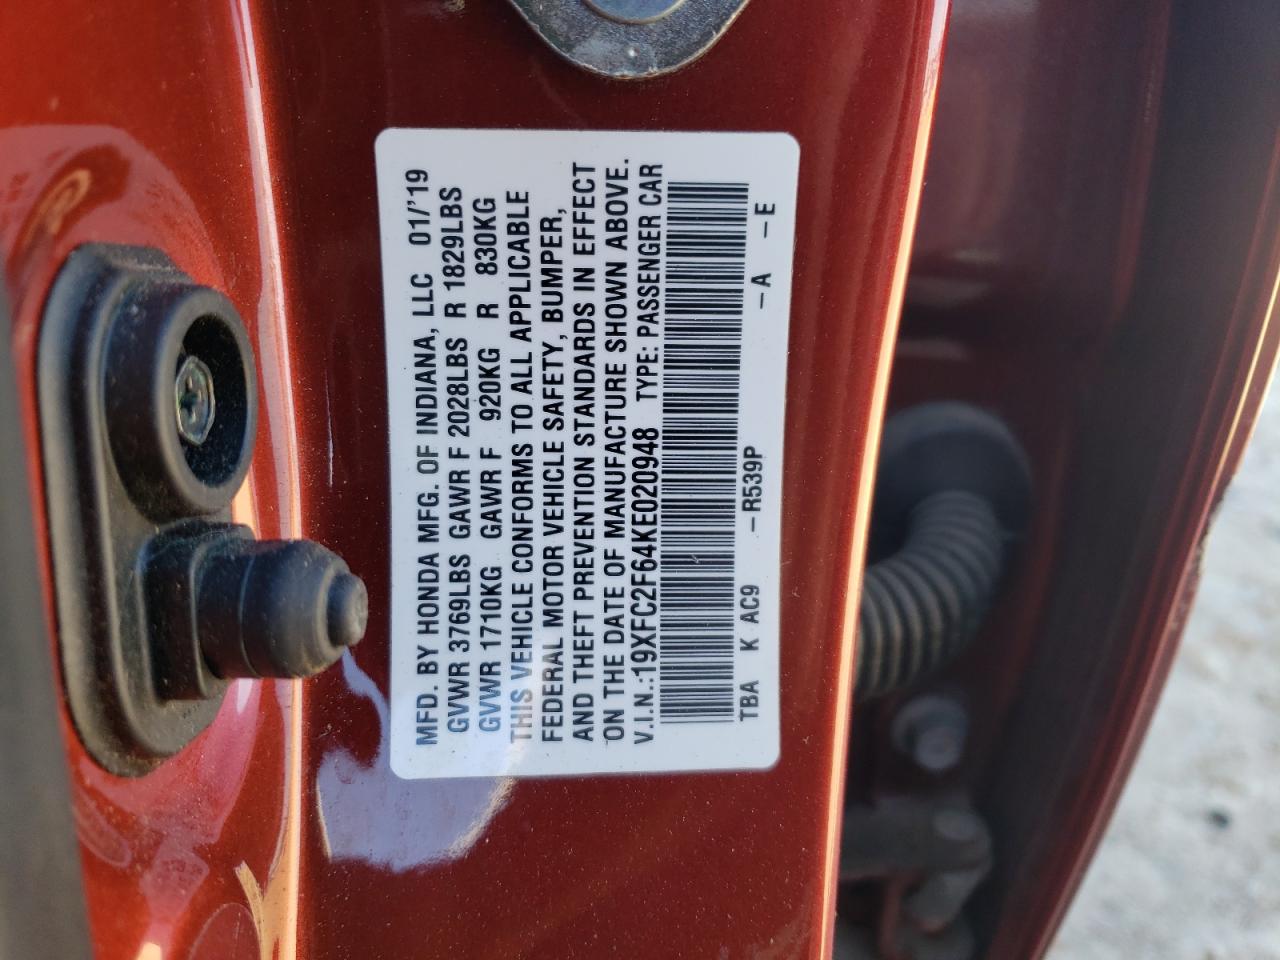 MFD. BY HONDA MFG. OF INDIANA, LLC 01/'19
GVWR 3769LBS GAWR F 2028LBS R 1829LBS
GVWR 1710KG GAWR F 920KG R 830KG
THIS VEHICLE CONFORMS TO ALL APPLICABLE
FEDERAL MOTOR VEHICLE SAFETY, BUMPER,
AND THEFT PREVENTION STANDARDS IN EFFECT
ON THE DATE OF MANUFACTURE SHOWN ABOVE.
V.I.N.:19XFC2F64KE020948 TYPE: PASSENGER CAR
TBA K AC9 -R539P -A -E